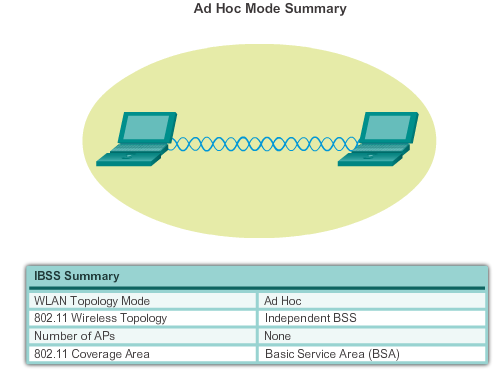 Ad Hoc Mode Summary
IBSS Summary
WLAN Topology Mode Ad Hoc
802.11 Wireless Topology Independent BSS
Number of APs None
802.11 Coverage Area Basic Service Area (BSA)